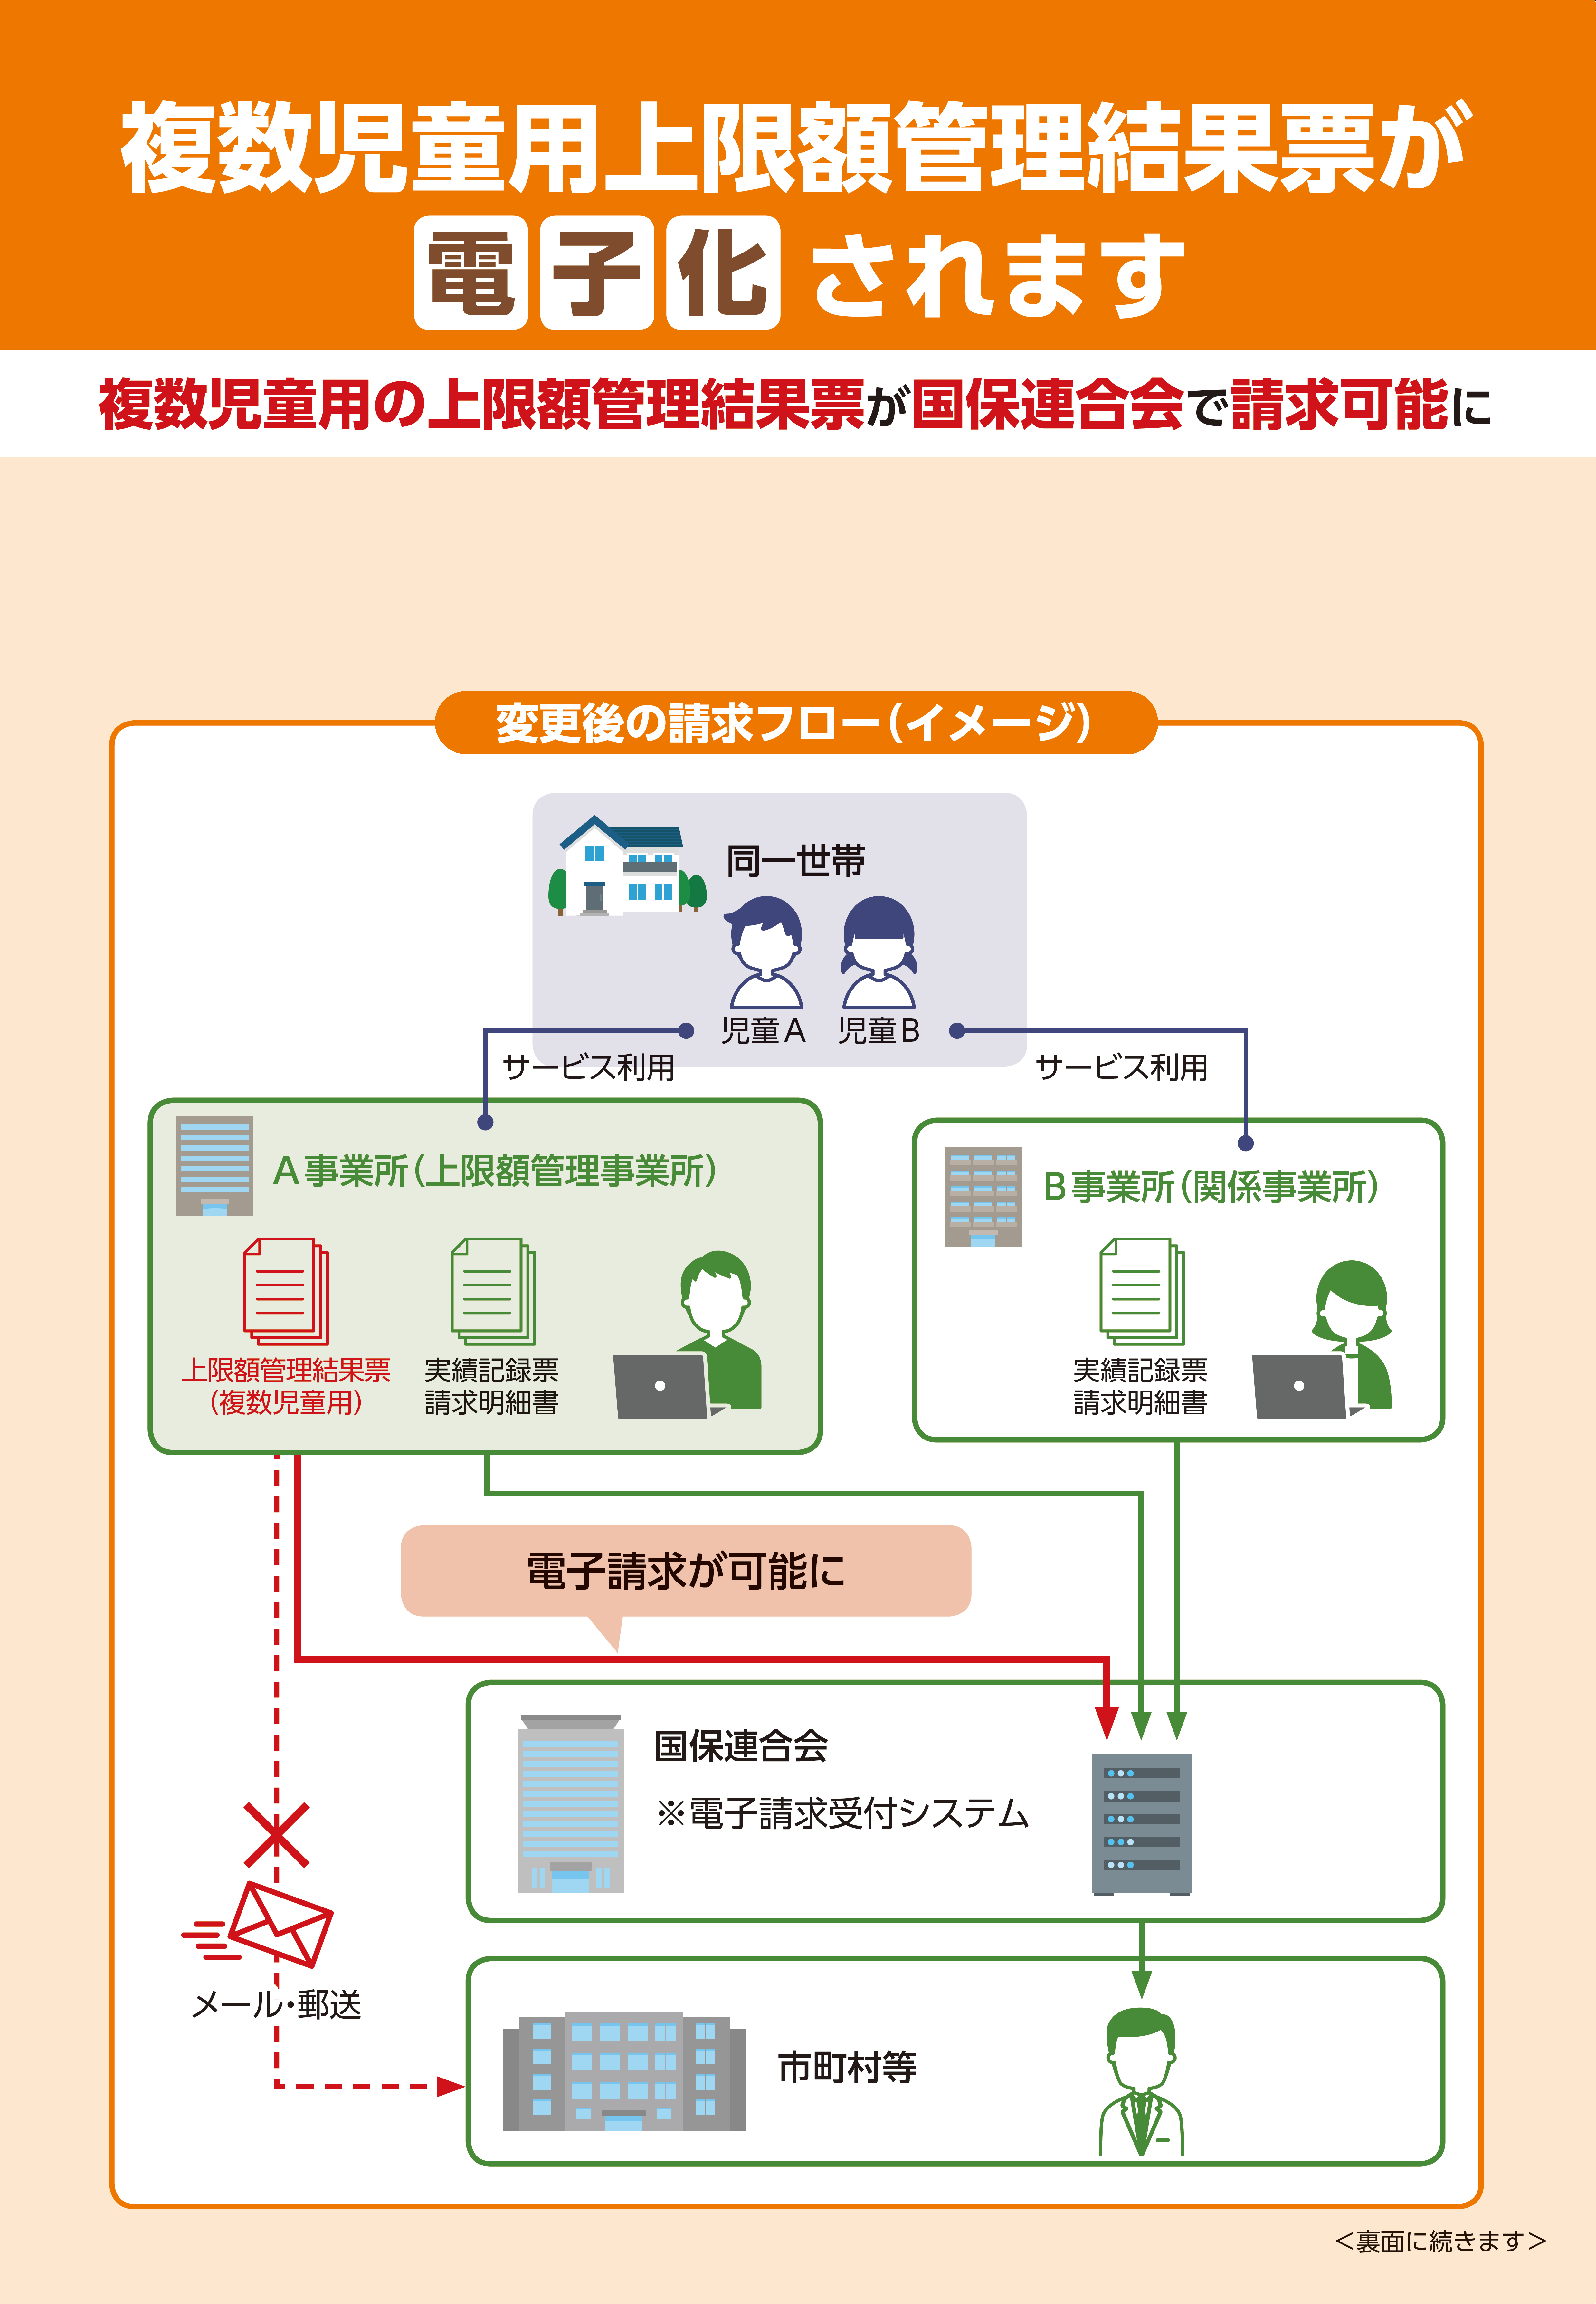 複数児童用上限額管理結果票が
電子化されます
複数児童用の上限額管理結果票が国保連合会で請求可能に
変更後の請求フロー(イメージ)
同一世帯
児童A
児童B
サービス利用
サービス利用
A事業所(上限額管理事業所)
上限額管理結果票
(複数児童用)
実績記録票
請求明細書
B事業所(関係事業所)
実績記録票
請求明細書
電子請求が可能に
国保連合会
※電子請求受付システム
メール・郵送
市町村等
<裏面に続きます>